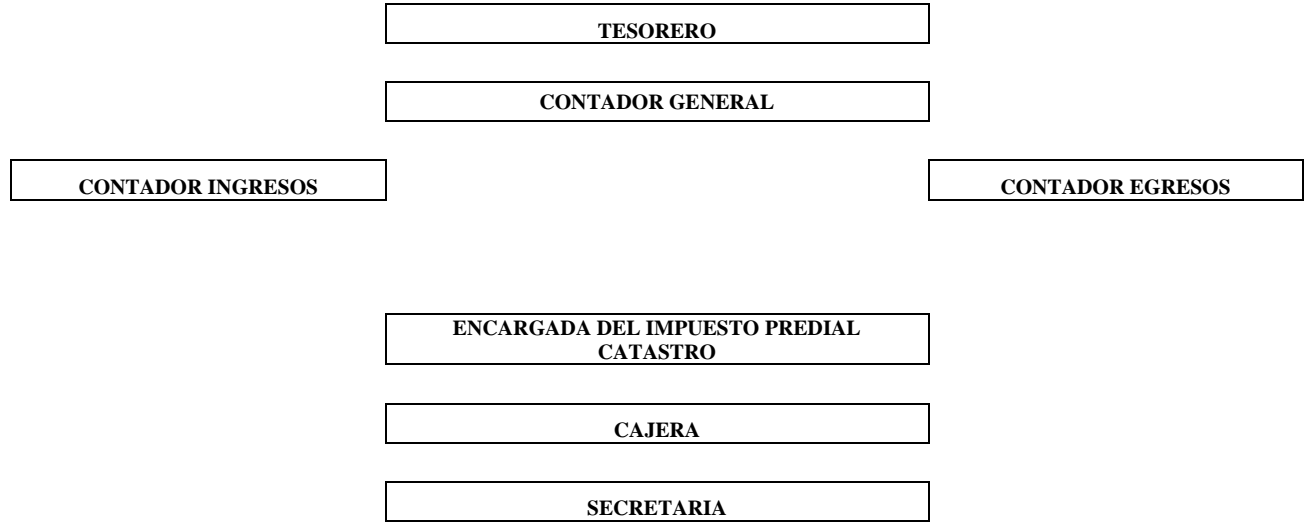 TESORERO
CONTADOR GENERAL
CONTADOR INGRESOS
CONTADOR EGRESOS
ENCARGADA DEL IMPUESTO PREDIAL
CATASTRO
CAJERA
SECRETARIA